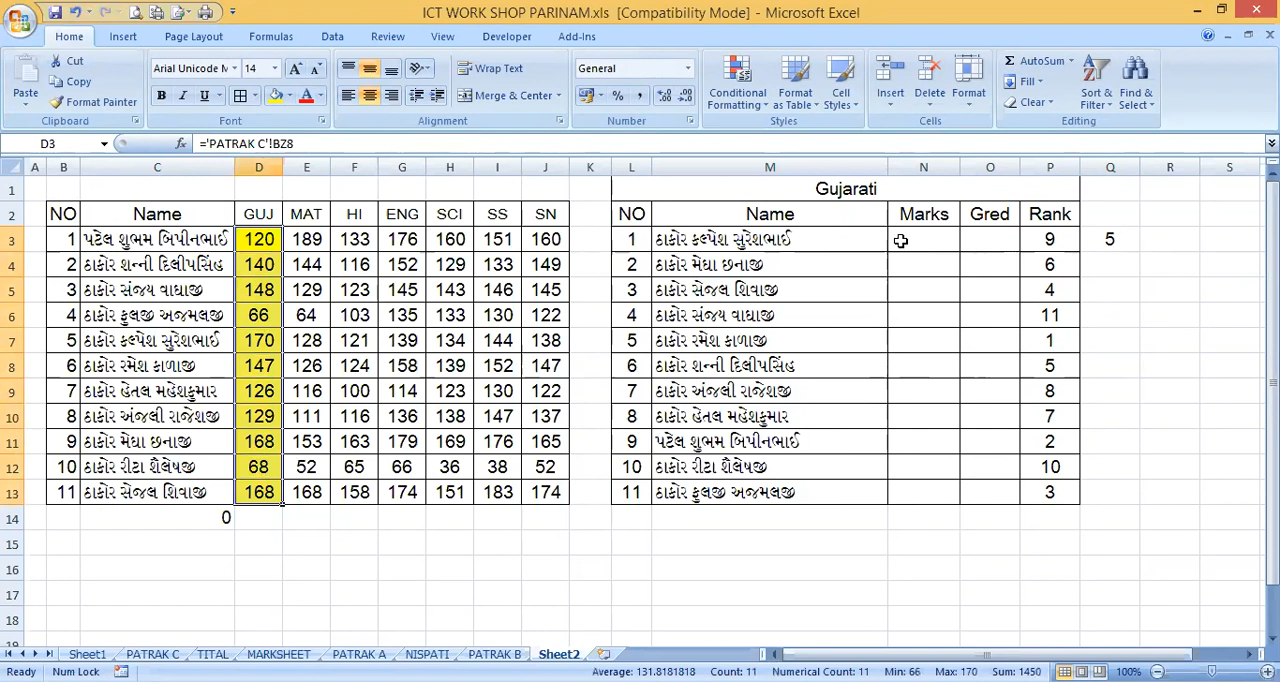 ICT WORK SHOP PARINAM.xls [Compatibility Mode] - Microsoft Excel
Home Insert Page Layout Formulas Data Review View Developer Add-Ins
Paste Cut Copy Format Painter Clipboard
Arial Unicode M 14 B I U A Font
Wrap Text Merge & Center Alignment
General % , Number
Conditional Formatting Format as Table Cell Styles Styles
Insert Delete Format Cells
AutoSum Fill Clear Sort & Filter Find & Select Editing
D3 fx ='PATRAK C'!BZ8
A B C D E F G H I J K L M N O P Q R S
1 Gujarati
2 NO Name GUJ MAT HI ENG SCI SS SN NO Name Marks Gred Rank
3 1 પટેલ શુભમ બિપીનભાઈ 120 189 133 176 160 151 160 1 ઠાકોર કલ્પેશ સુરેશભાઈ 9 5
4 2 ઠાકોર શન્ની દિલીપસિંહ 140 144 116 152 129 133 149 2 ઠાકોર મેઘા છનાજી 6
5 3 ઠાકોર સંજય વાઘાજી 148 129 123 145 143 146 145 3 ઠાકોર સેજલ શિવાજી 4
6 4 ઠાકોર ફુલજી અજમલજી 66 64 103 135 133 130 122 4 ઠાકોર સંજય વાઘાજી 11
7 5 ઠાકોર કલ્પેશ સુરેશભાઈ 170 128 121 139 134 144 138 5 ઠાકોર રમેશ કાળાજી 1
8 6 ઠાકોર રમેશ કાળાજી 147 126 124 158 139 152 147 6 ઠાકોર શન્ની દિલીપસિંહ 5
9 7 ઠાકોર હેતલ મહેશકુમાર 126 116 100 114 123 130 122 7 ઠાકોર અંજલી રાજેશજી 8
10 8 ઠાકોર અંજલી રાજેશજી 129 111 116 136 138 147 137 8 ઠાકોર હેતલ મહેશકુમાર 7
11 9 ઠાકોર મેઘા છનાજી 168 153 163 179 169 176 165 9 પટેલ શુભમ બિપીનભાઈ 2
12 10 ઠાકોર રીટા શૈલેષજી 68 52 65 66 36 38 52 10 ઠાકોર રીટા શૈલેષજી 10
13 11 ઠાકોર સેજલ શિવાજી 168 168 158 174 151 183 174 11 ઠાકોર ફુલજી અજમલજી 3
14 0
15
16
17
18
19
Sheet1 PATRAK C TITAL MARKSHEET PATRAK A NISPATI PATRAK B Sheet2
Ready Num Lock Average: 131.8181818 Count: 11 Numerical Count: 11 Min: 66 Max: 170 Sum: 1450 100%